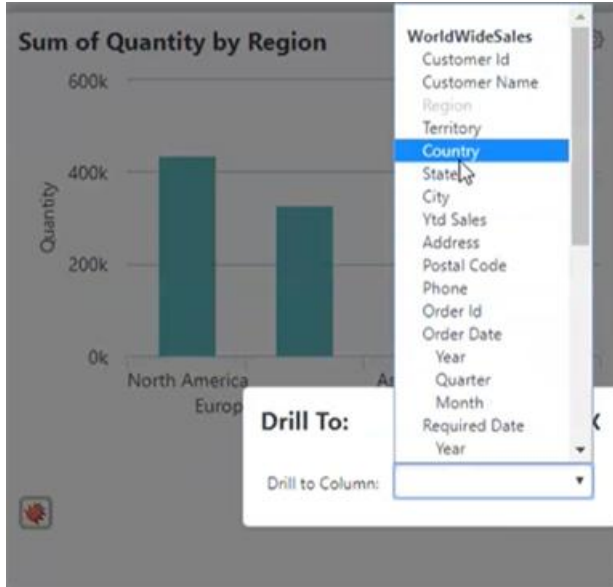 Sum of Quantity by Region
600k
400k
200k
0k
Quantity
North America
Europ
A
WorldWideSales
Customer Id
Customer Name
Region
Territory
Country
State
City
Ytd Sales
Address
Postal Code
Phone
Order Id
Order Date
Year
Quarter
Month
Required Date
Year
Drill To:
Drill to Column: